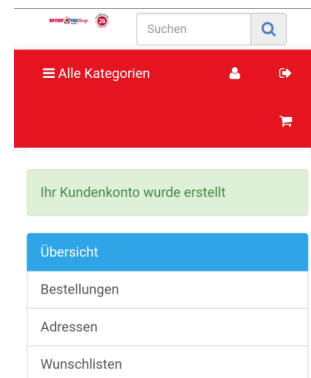 Suchen
Alle Kategorien
Ihr Kundenkonto wurde erstellt
Übersicht
Bestellungen
Adressen
Wunschlisten